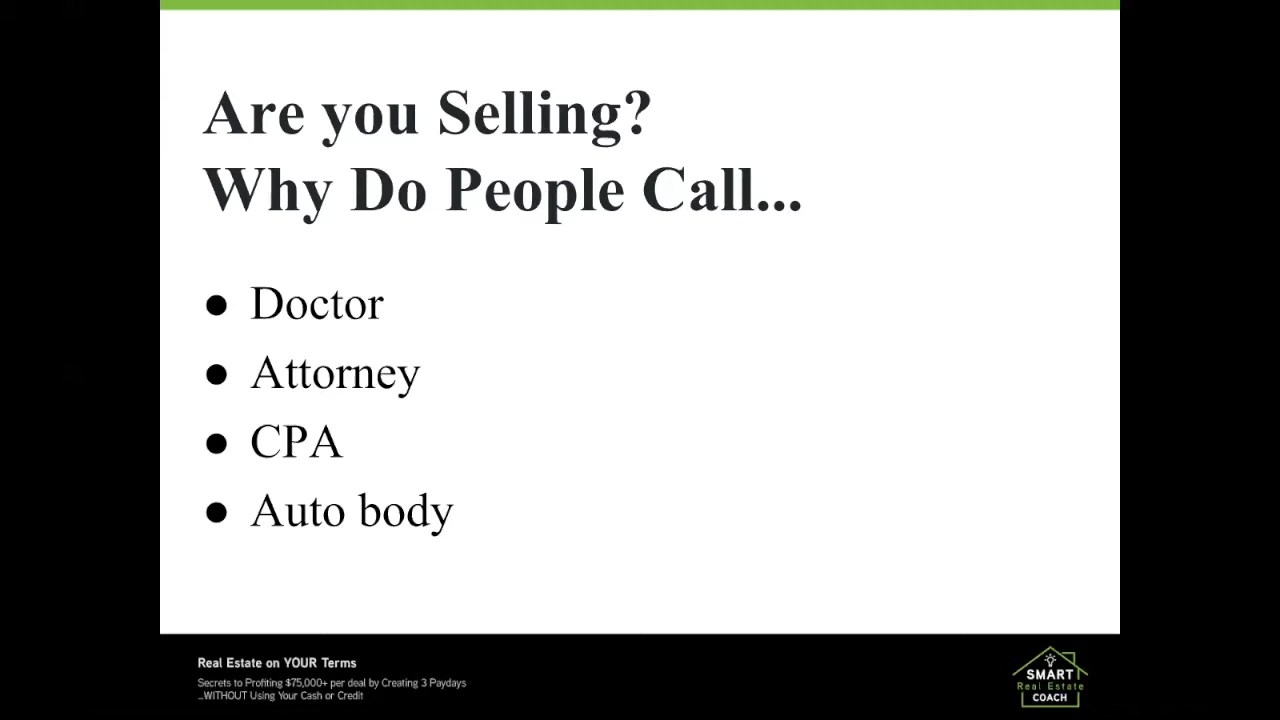 Are you Selling?
Why Do People Call...
● Doctor
● Attorney
● CPA
● Auto body
Real Estate on YOUR Terms
Secrets to Profiting $75,000+ per deal by Creating 3 Paydays
...WITHOUT Using Your Cash or Credit
SMART
Real Estate
COACH